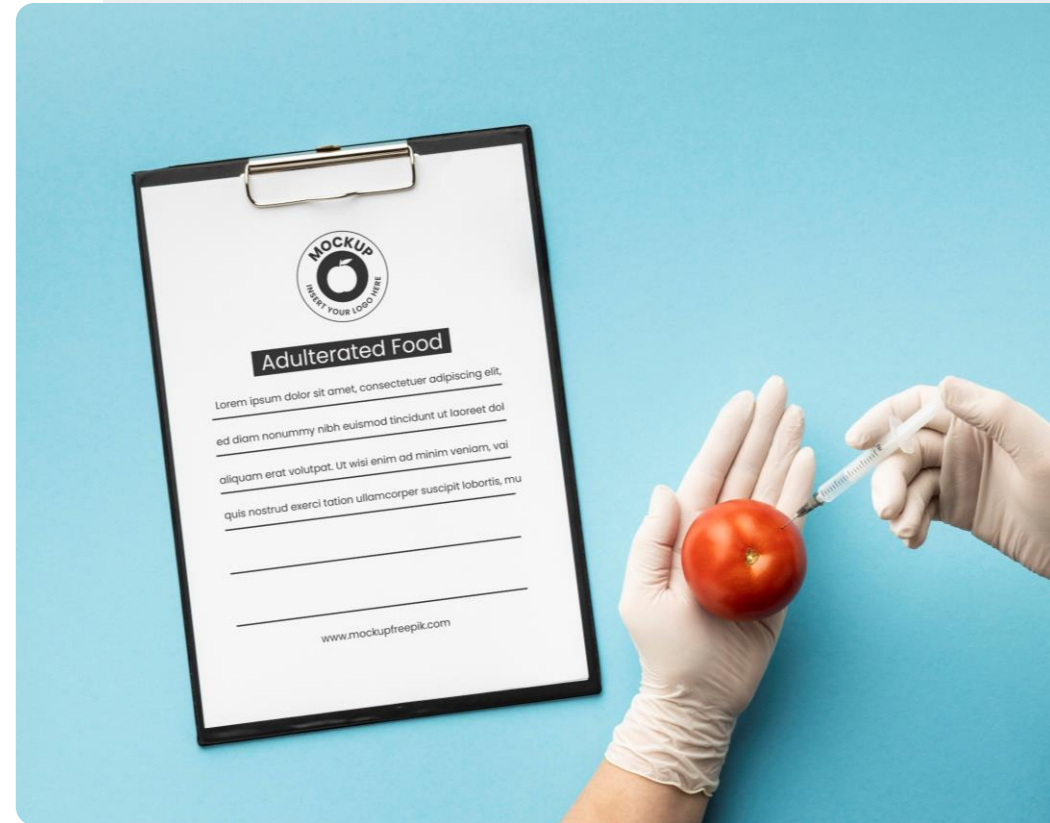 MOCKUP
INSERT YOUR LOGO HERE
Adulterated Food
Lorem ipsum dolor sit amet, consectetuer adipiscing elit,
ed diam nonummy nibh euismod tincidunt ut laoreet dol
aliquam erat volutpat. Ut wisi enim ad minim veniam, vai
quis nostrud exerci tation ullamcorper suscipit lobortis, mu
www.mockupfreepik.com